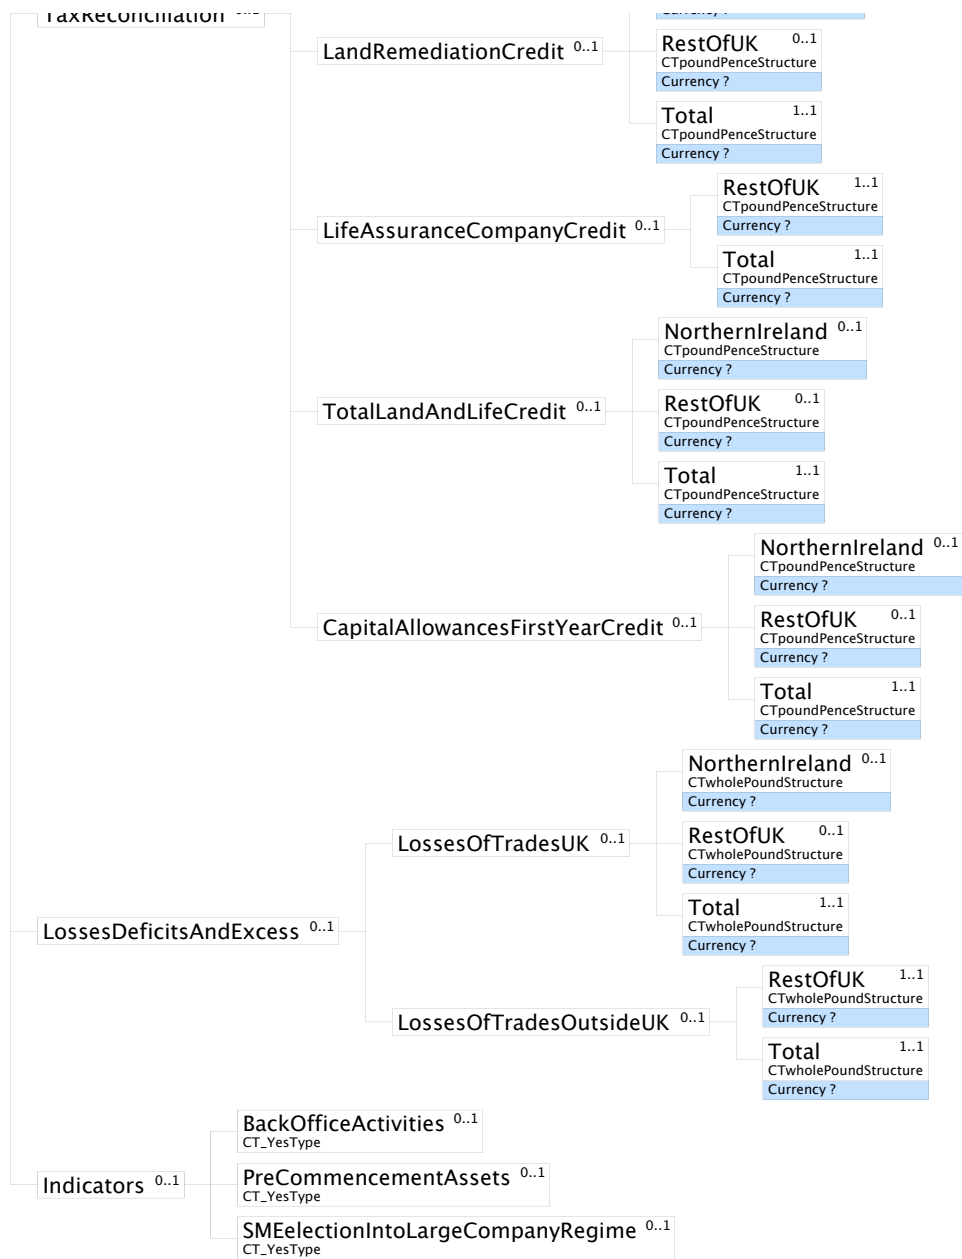 TaxReconciliation 0..1
Currency ?
LandRemediationCredit 0..1
RestOfUK 0..1
CTpoundPenceStructure
Currency ?
Total 1..1
CTpoundPenceStructure
Currency ?
LifeAssuranceCompanyCredit 0..1
RestOfUK 1..1
CTpoundPenceStructure
Currency ?
Total 1..1
CTpoundPenceStructure
Currency ?
TotalLandAndLifeCredit 0..1
NorthernIreland 0..1
CTpoundPenceStructure
Currency ?
RestOfUK 0..1
CTpoundPenceStructure
Currency ?
Total 1..1
CTpoundPenceStructure
Currency ?
CapitalAllowancesFirstYearCredit 0..1
NorthernIreland 0..1
CTpoundPenceStructure
Currency ?
RestOfUK 0..1
CTpoundPenceStructure
Currency ?
Total 1..1
CTpoundPenceStructure
Currency ?
LossesDeficitsAndExcess 0..1
LossesOfTradesUK 0..1
NorthernIreland 0..1
CTwholePoundStructure
Currency ?
RestOfUK 0..1
CTwholePoundStructure
Currency ?
Total 1..1
CTwholePoundStructure
Currency ?
LossesOfTradesOutsideUK 0..1
RestOfUK 1..1
CTwholePoundStructure
Currency ?
Total 1..1
CTwholePoundStructure
Currency ?
Indicators 0..1
BackOfficeActivities 0..1
CT_YesType
PreCommencementAssets 0..1
CT_YesType
SMEelectionIntoLargeCompanyRegime 0..1
CT_YesType